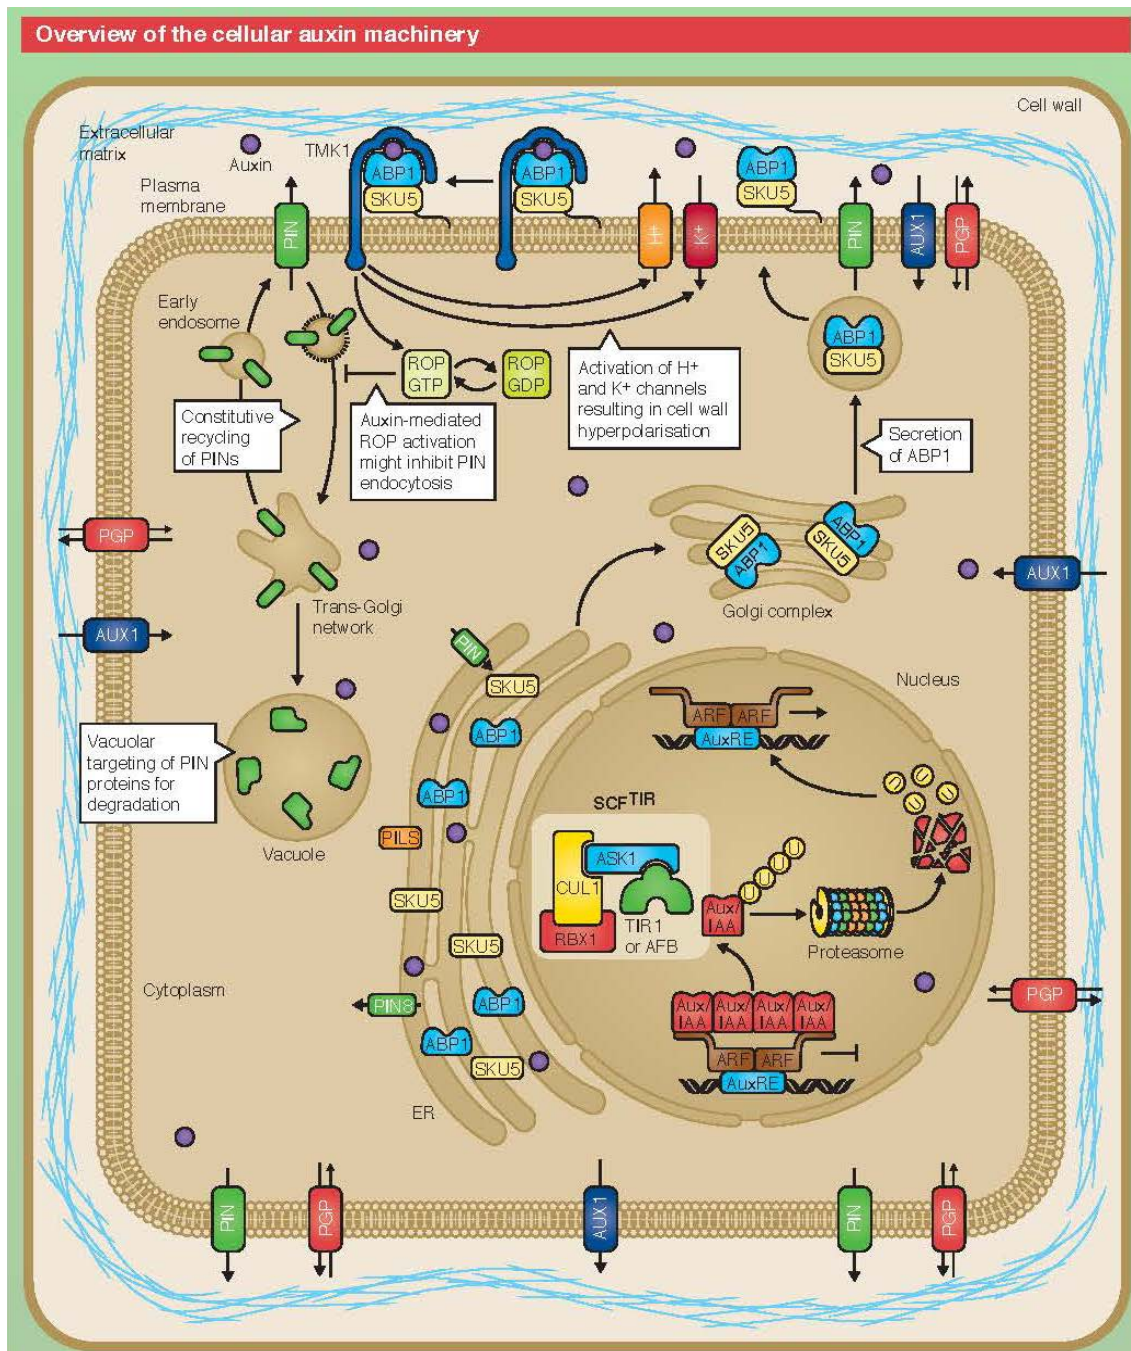 Overview of the cellular auxin machinery
Cell wall
Extracellular
matrix
Auxin
TMK1
ABP1
SKU5
ABP1
SKU5
ABP1
SKU5
Plasma
membrane
PIN
H+
K+
PIN
AUX1
PGP
Early
endosome
ROP
GTP
ROP
GDP
Activation of H+
and K+ channels
resulting in cell wall
hyperpolarisation
ABP1
SKU5
Constitutive
recycling
of PINs
Auxin-mediated
ROP activation
might inhibit PIN
endocytosis
Secretion
of ABP1
PGP
SKU5
ABP1
ABP1
SKU5
AUX1
Golgi complex
Trans-Golgi
network
AUX1
PIN
SKU5
Nucleus
ARF
ARF
AuxRE
ABP1
Vacuolar
targeting of PIN
proteins for
degradation
Vacuole
ABP1
PILS
SCFTIR
U
U
U
U
U
ASK1
CUL1
RBX1
TIR1
or AFB
U
U
U
U
Aux/
IAA
Proteasome
SKU5
SKU5
Cytoplasm
PIN8
ABP1
ABP1
SKU5
Aux/
IAA
Aux/
IAA
Aux/
IAA
Aux/
IAA
ARF
ARF
AuxRE
PGP
ER
PIN
PGP
AUX1
PIN
PGP